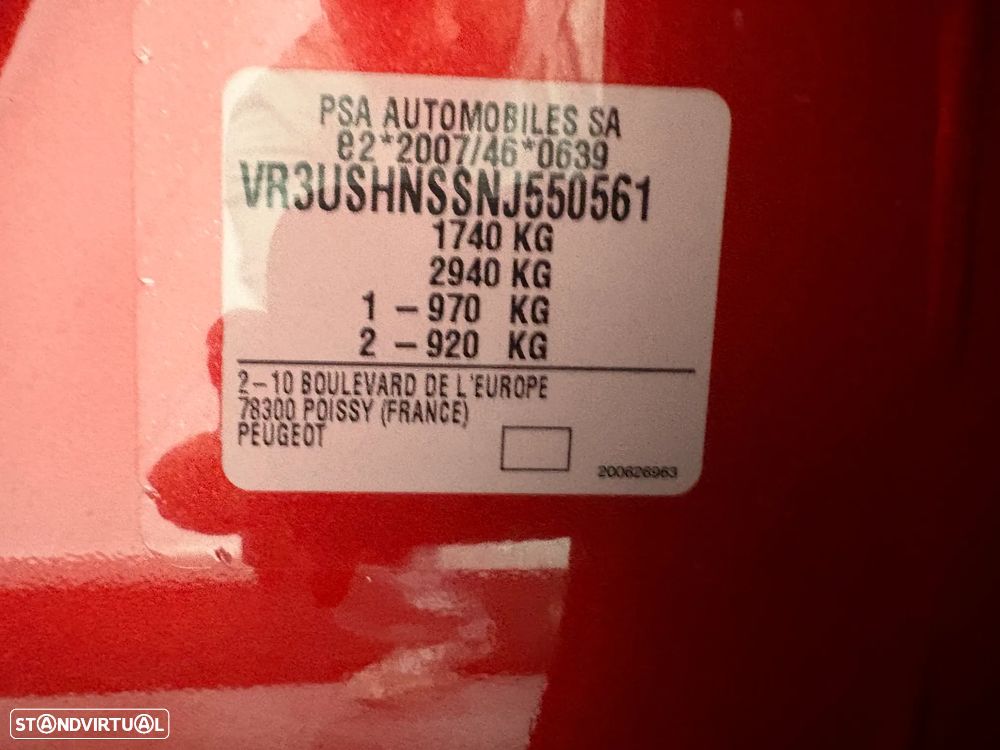 PSA AUTOMOBILES SA
e2*2007/46*0639
VR3USHNSSNJ550561
1740 KG
2940 KG
1 – 970 KG
2 – 920 KG
2–10 BOULEVARD DE L'EUROPE
78300 POISSY (FRANCE)
PEUGEOT
200626963
STANDVIRTUAL